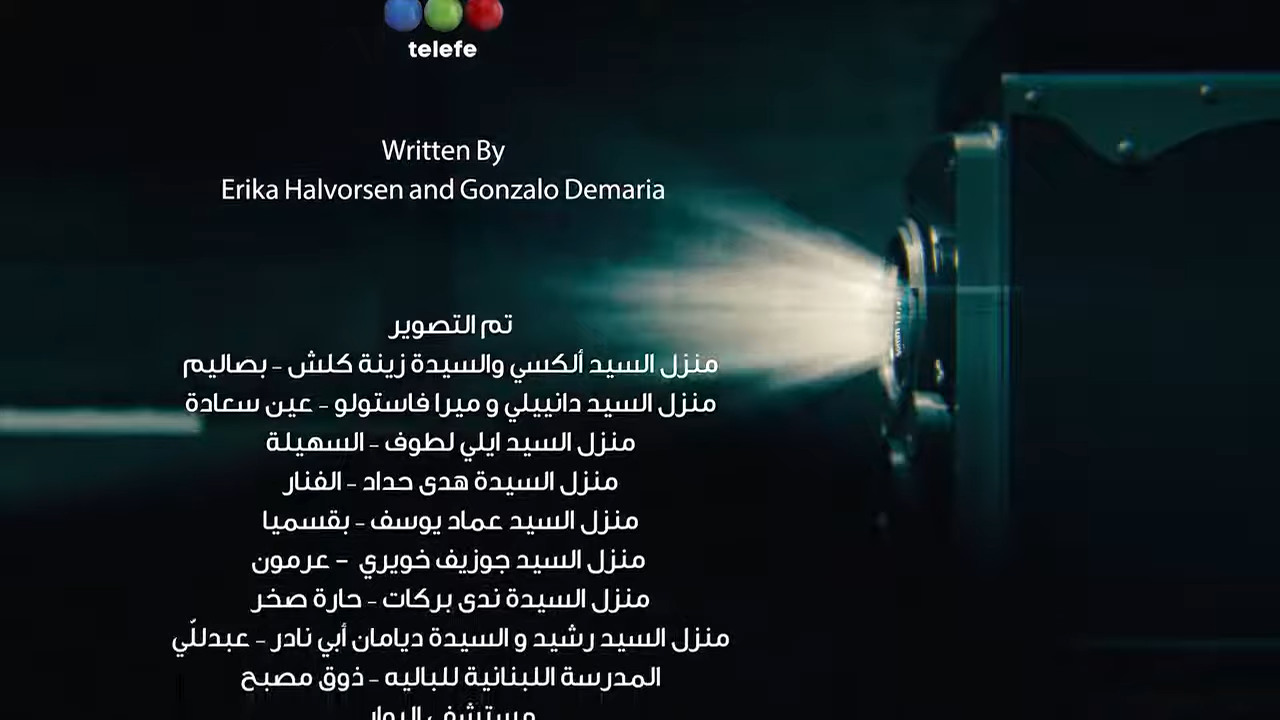 telefe
Written By
Erika Halvorsen and Gonzalo Demaria
تم التصوير
منزل السيد ألكسي والسيدة زينة كلش - بصاليم
منزل السيد دانييلي و ميرا فاستولو - عين سعادة
منزل السيد ايلي لطوف - السهيلة
منزل السيدة هدى حداد - الفنار
منزل السيد عماد يوسف - بقسميا
منزل السيد جوزيف خويري - عرمون
منزل السيدة ندى بركات - حارة صخر
منزل السيد رشيد و السيدة ديامان أبي نادر - عبدللّي
المدرسة اللبنانية للباليه - ذوق مصبح
مستشفى